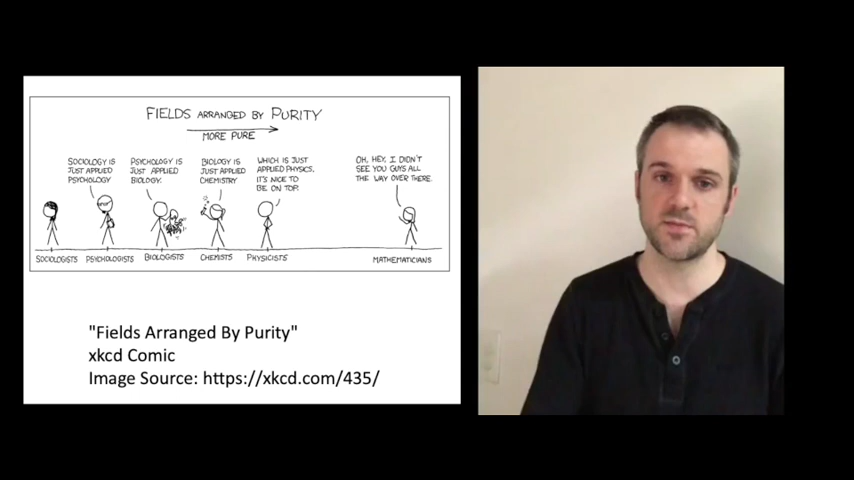 FIELDS ARRANGED BY PURITY
MORE PURE
SOCIOLOGY IS
JUST APPLIED
PSYCHOLOGY
PSYCHOLOGY IS
JUST APPLIED
BIOLOGY.
BIOLOGY IS
JUST APPLIED
CHEMISTRY
WHICH IS JUST
APPLIED PHYSICS.
IT'S NICE TO
BE ON TOP.
OH, HEY, I DIDN'T
SEE YOU GUYS ALL
THE WAY OVER THERE.
SOCIOLOGISTS PSYCHOLOGISTS BIOLOGISTS CHEMISTS PHYSICISTS MATHEMATICIANS
"Fields Arranged By Purity"
xkcd Comic
Image Source: https://xkcd.com/435/